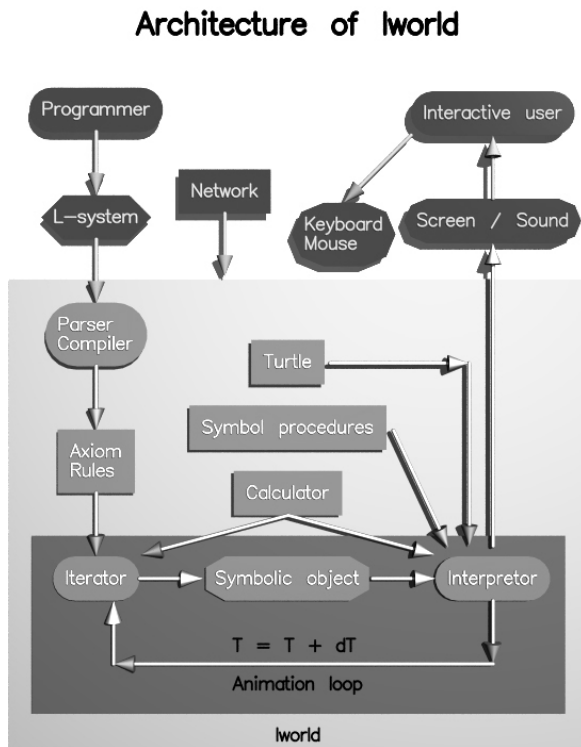 Architecture of lworld
Programmer
Interactive user
L-system
Network
Keyboard
Mouse
Screen / Sound
Parser
Compiler
Turtle
Symbol procedures
Axiom
Rules
Calculator
Iterator
Symbolic object
Interpretor
T = T + dT
Animation loop
lworld